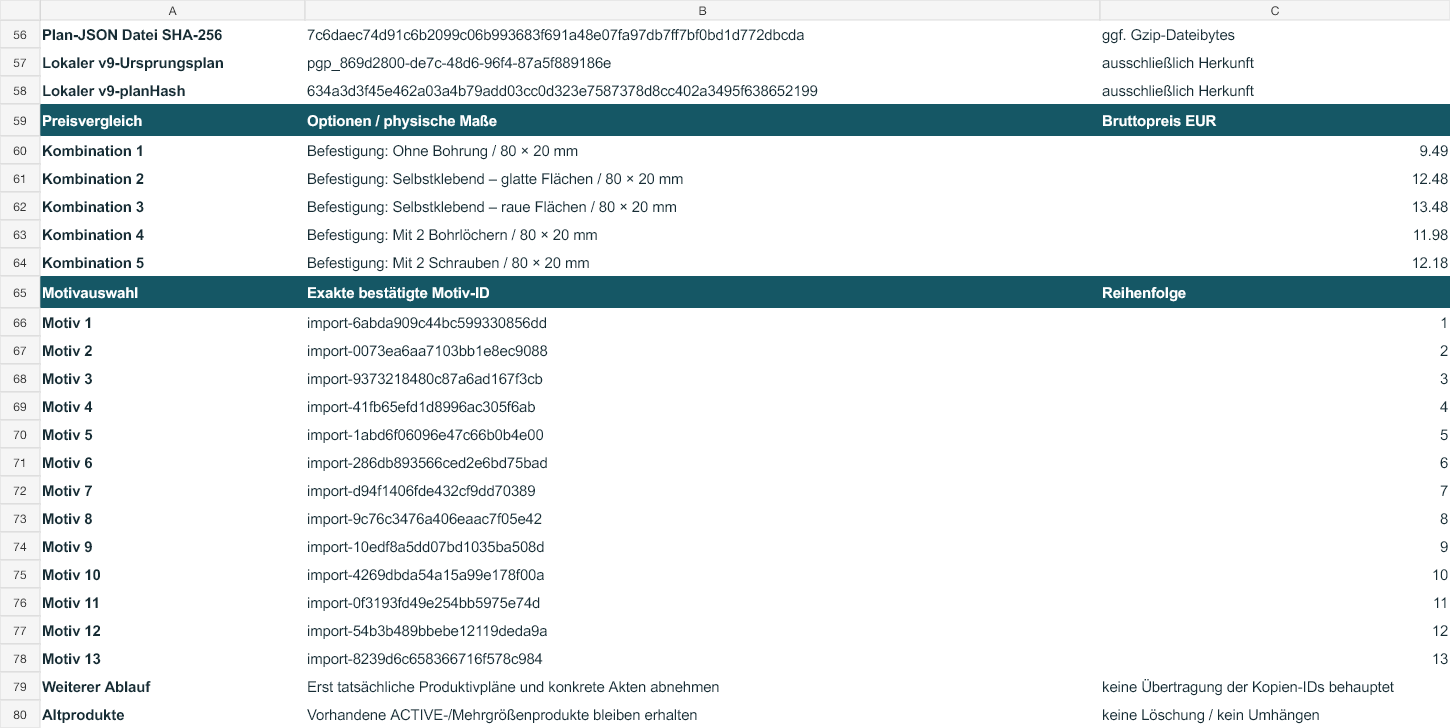 A B C
56 Plan-JSON Datei SHA-256 7c6daec74d91c6b2099c06b993683f691a48e07fa97db7ff7bf0bd1d772dbcda ggf. Gzip-Dateibytes
57 Lokaler v9-Ursprungsplan pgp_869d2800-de7c-48d6-96f4-87a5f889186e ausschließlich Herkunft
58 Lokaler v9-planHash 634a3d3f45e462a03a4b79add03cc0d323e7587378d8cc402a3495f638652199 ausschließlich Herkunft
59 Preisvergleich Optionen / physische Maße Bruttopreis EUR
60 Kombination 1 Befestigung: Ohne Bohrung / 80 × 20 mm 9.49
61 Kombination 2 Befestigung: Selbstklebend – glatte Flächen / 80 × 20 mm 12.48
62 Kombination 3 Befestigung: Selbstklebend – raue Flächen / 80 × 20 mm 13.48
63 Kombination 4 Befestigung: Mit 2 Bohrlöchern / 80 × 20 mm 11.98
64 Kombination 5 Befestigung: Mit 2 Schrauben / 80 × 20 mm 12.18
65 Motivauswahl Exakte bestätigte Motiv-ID Reihenfolge
66 Motiv 1 import-6abda909c44bc599330856dd 1
67 Motiv 2 import-0073ea6aa7103bb1e8ec9088 2
68 Motiv 3 import-9373218480c87a6ad167f3cb 3
69 Motiv 4 import-41fb65efd1d8996ac305f6ab 4
70 Motiv 5 import-1abd6f06096e47c66b0b4e00 5
71 Motiv 6 import-286db893566ced2e6bd75bad 6
72 Motiv 7 import-d94f1406fde432cf9dd70389 7
73 Motiv 8 import-9c76c3476a406eaac7f05e42 8
74 Motiv 9 import-10edf8a5dd07bd1035ba508d 9
75 Motiv 10 import-4269dbda54a15a99e178f00a 10
76 Motiv 11 import-0f3193fd49e254bb5975e74d 11
77 Motiv 12 import-54b3b489bbebe12119deda9a 12
78 Motiv 13 import-8239d6c658366716f578c984 13
79 Weiterer Ablauf Erst tatsächliche Produktivpläne und konkrete Akten abnehmen keine Übertragung der Kopien-IDs behauptet
80 Altprodukte Vorhandene ACTIVE-/Mehrgrößenprodukte bleiben erhalten keine Löschung / kein Umhängen